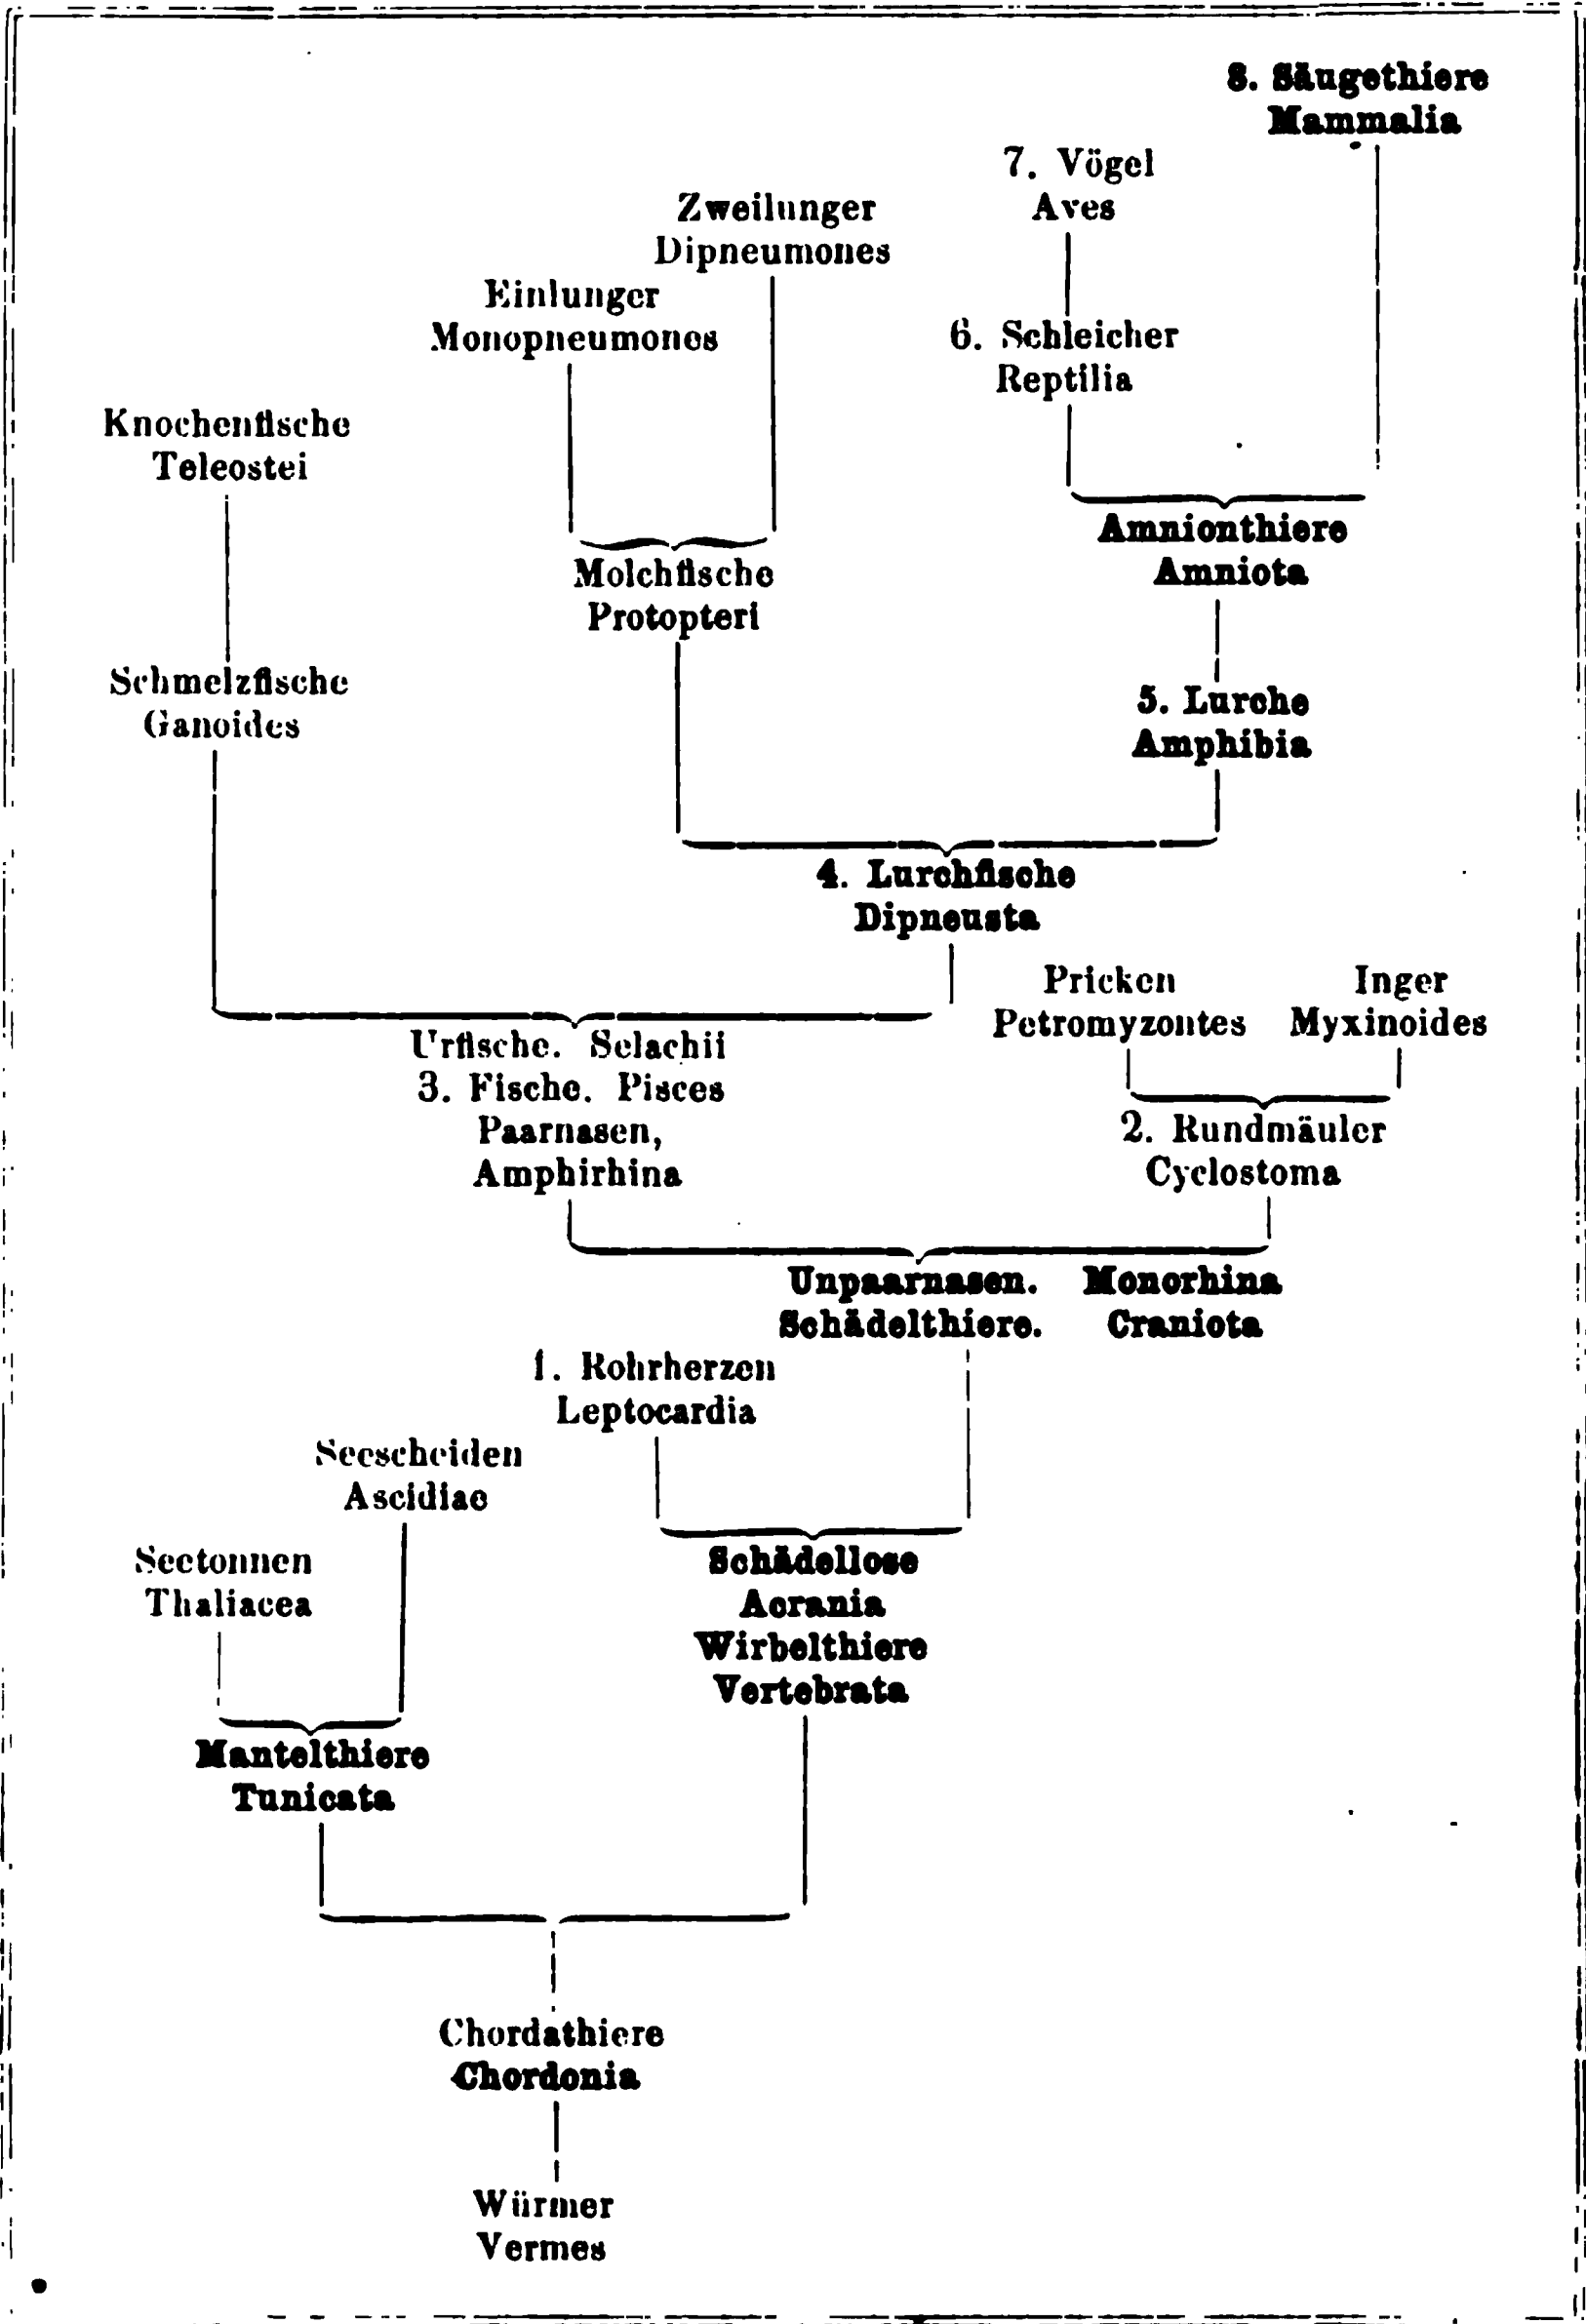 8. Säugethiere
Mammalia
7. Vögel
Aves
Zweilunger
Dipneumones
Einlunger
Monopneumones
6. Schleicher
Reptilia
Knochenfische
Teleostei
Amnionthiere
Amniota
Molchfische
Protopteri
Schmelzfische
Ganoides
5. Lurche
Amphibia
4. Lurchfische
Dipneusta
Pricken
Petromyzontes
Inger
Myxinoides
Urfische. Selachii
3. Fische. Pisces
Paarnasen,
Amphirhina
2. Rundmäuler
Cyclostoma
Unpaarnasen. Monorhina
Schädelthiere. Craniota
1. Rohrherzen
Leptocardia
Seescheiden
Ascidiae
Seetonnen
Thaliacea
Schädellose
Acrania
Wirbelthiere
Vertebrata
Mantelthiere
Tunicata
Chordathiere
Chordonia
Würmer
Vermes